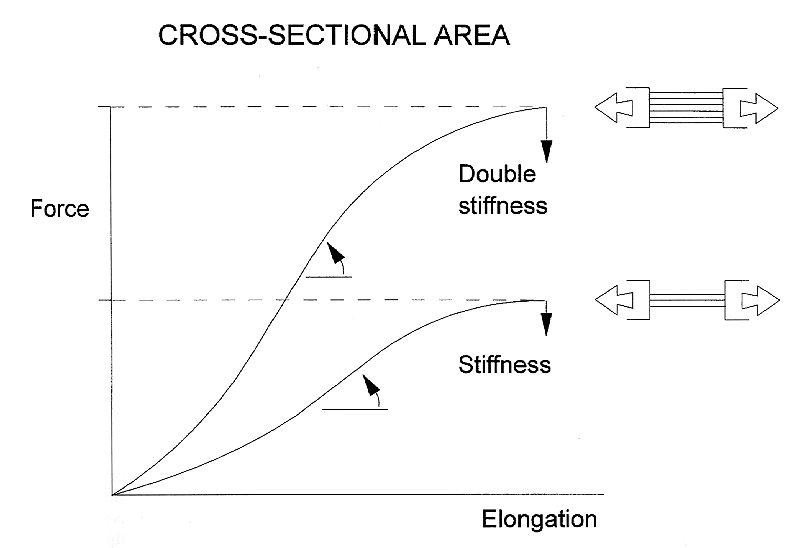 CROSS-SECTIONAL AREA
Force
Double
stiffness
Stiffness
Elongation